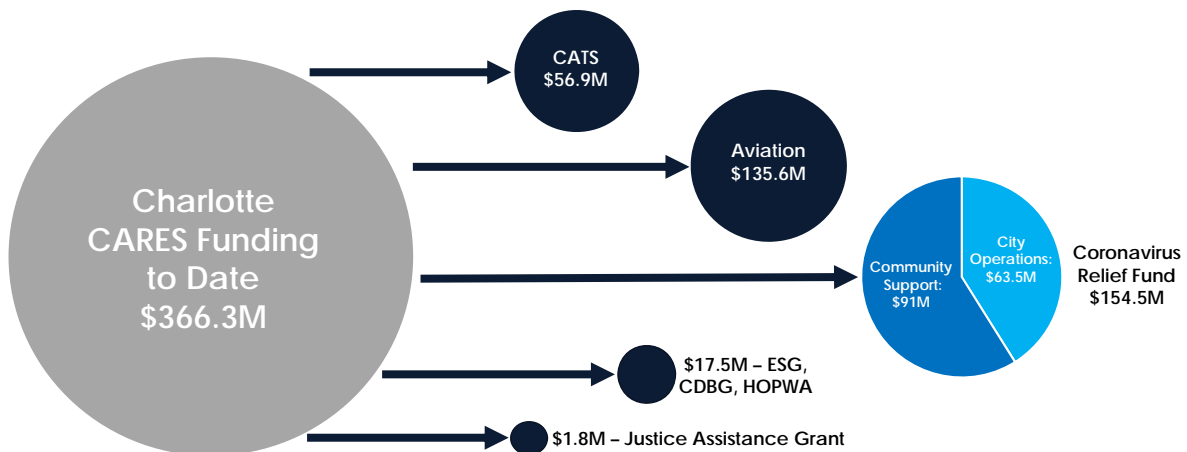 CATS
$56.9M
Aviation
$135.6M
Charlotte
CARES Funding
to Date
$366.3M
Community
Support:
$91M
City
Operations:
$63.5M
Coronavirus
Relief Fund
$154.5M
$17.5M – ESG,
CDBG, HOPWA
$1.8M – Justice Assistance Grant